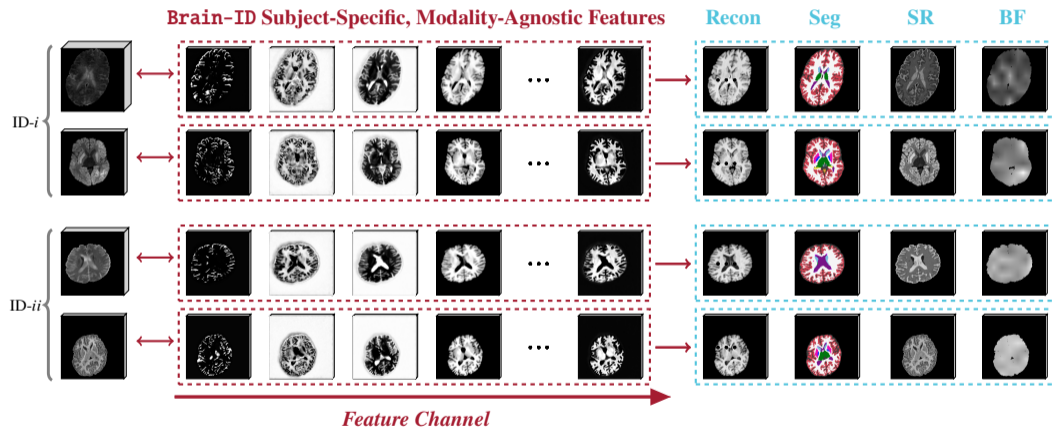 Brain-ID Subject-Specific, Modality-Agnostic Features
Recon Seg SR BF
ID-i
ID-ii
Feature Channel